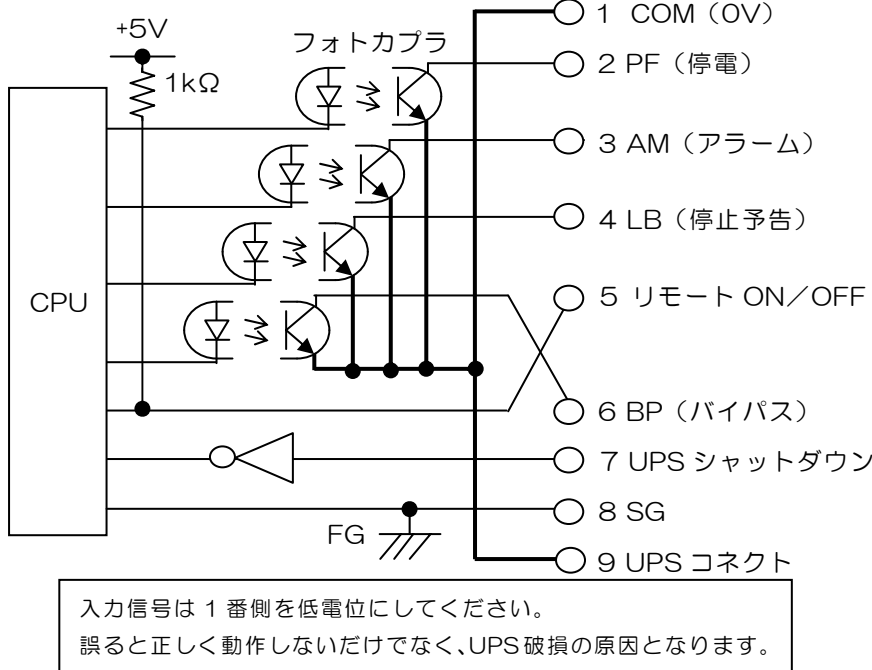 +5V
1kΩ
フォトカプラ
CPU
FG
1 COM（0V）
2 PF（停電）
3 AM（アラーム）
4 LB（停止予告）
5 リモート ON／OFF
6 BP（バイパス）
7 UPS シャットダウン
8 SG
9 UPS コネクト
入力信号は 1 番側を低電位にしてください。
誤ると正しく動作しないだけでなく、UPS破損の原因となります。